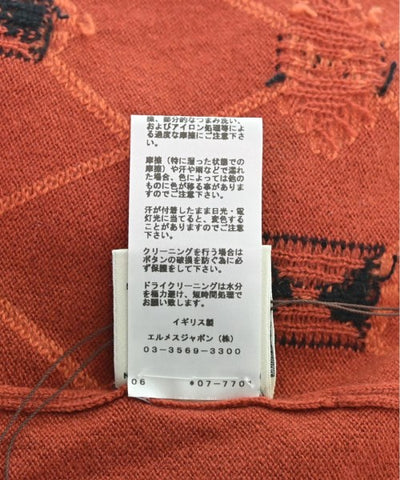 擦、部分的なつまみ洗い、
およびアイロン処理等によ
る過度な摩擦にご注意下さ
い。
摩擦（特に湿った状態での
摩擦）や汗や雨などで濡れ
た場合、色によっては他の
ものに色が移る事がありま
すのでご注意下さい。
汗が付着したまま日光・電
灯光に当てると、変色する
ことがありますのでご注意
下さい。
クリーニングを行う場合は
ボタンの破損を防ぐ為に必
ず保護をして下さい。
ドライクリーニングは水分
を極力避け、短時間処理で
お願い致します。
イギリス製
エルメスジャポン（株）
03-3569-3300
06 *07-770